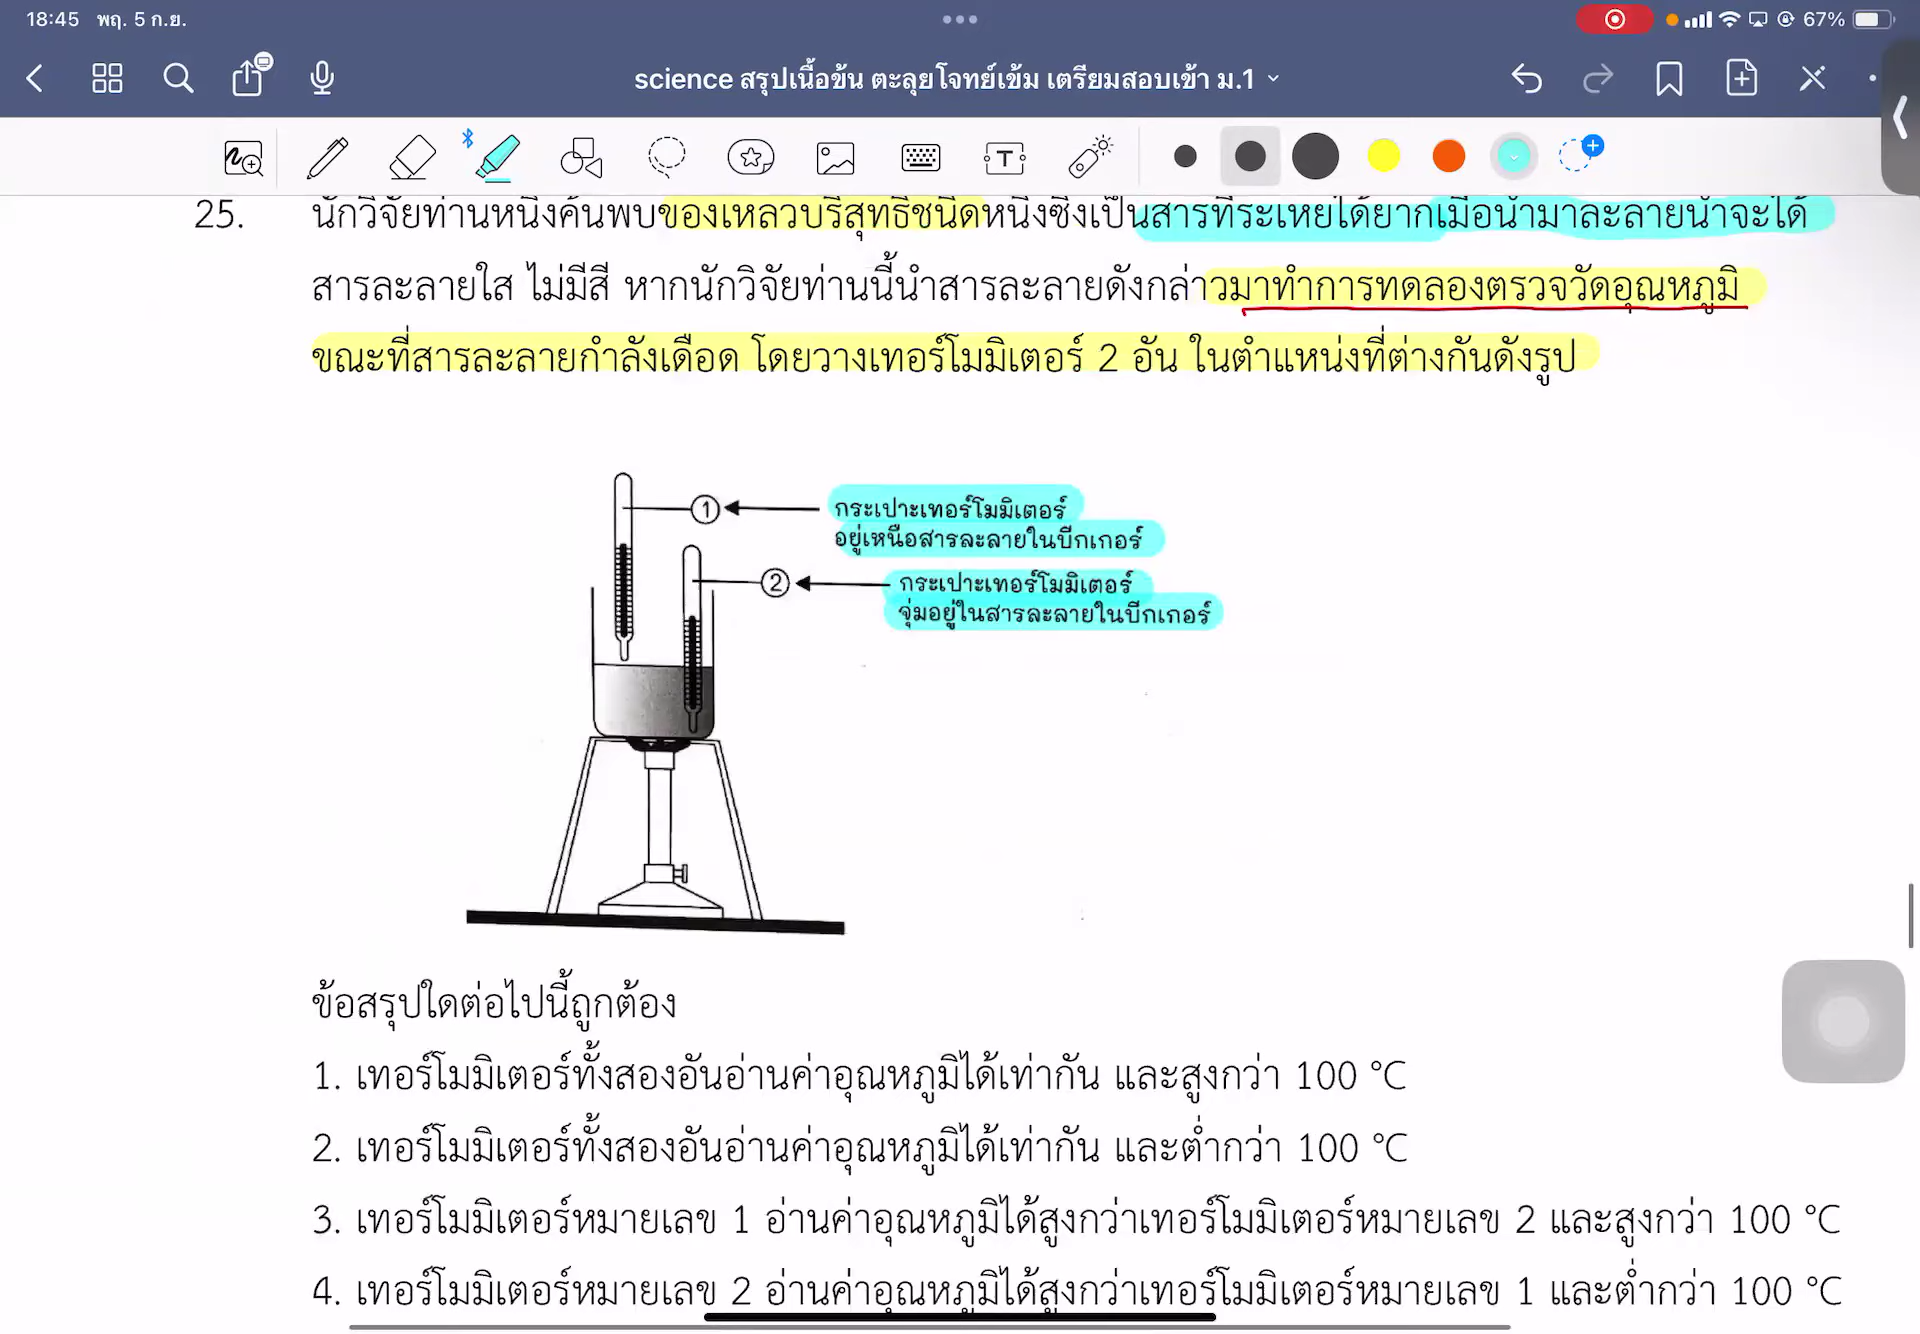 18:45 พฤ. 5 ก.ย.
67%
science สรุปเนื้อข้น ตะลุยโจทย์เข้ม เตรียมสอบเข้า ม.1
25. นักวิจัยท่านหนึ่งค้นพบของเหลวบริสุทธิ์ชนิดหนึ่งซึ่งเป็นสารที่ระเหยได้ยากเมื่อนำมาละลายน้ำจะได้
สารละลายใส ไม่มีสี หากนักวิจัยท่านนี้นำสารละลายดังกล่าวมาทำการทดลองตรวจวัดอุณหภูมิ
ขณะที่สารละลายกำลังเดือด โดยวางเทอร์โมมิเตอร์ 2 อัน ในตำแหน่งที่ต่างกันดังรูป
1
กระเปาะเทอร์โมมิเตอร์
อยู่เหนือสารละลายในบีกเกอร์
2
กระเปาะเทอร์โมมิเตอร์
จุ่มอยู่ในสารละลายในบีกเกอร์
ข้อสรุปใดต่อไปนี้ถูกต้อง
1. เทอร์โมมิเตอร์ทั้งสองอันอ่านค่าอุณหภูมิได้เท่ากัน และสูงกว่า 100 °C
2. เทอร์โมมิเตอร์ทั้งสองอันอ่านค่าอุณหภูมิได้เท่ากัน และต่ำกว่า 100 °C
3. เทอร์โมมิเตอร์หมายเลข 1 อ่านค่าอุณหภูมิได้สูงกว่าเทอร์โมมิเตอร์หมายเลข 2 และสูงกว่า 100 °C
4. เทอร์โมมิเตอร์หมายเลข 2 อ่านค่าอุณหภูมิได้สูงกว่าเทอร์โมมิเตอร์หมายเลข 1 และต่ำกว่า 100 °C